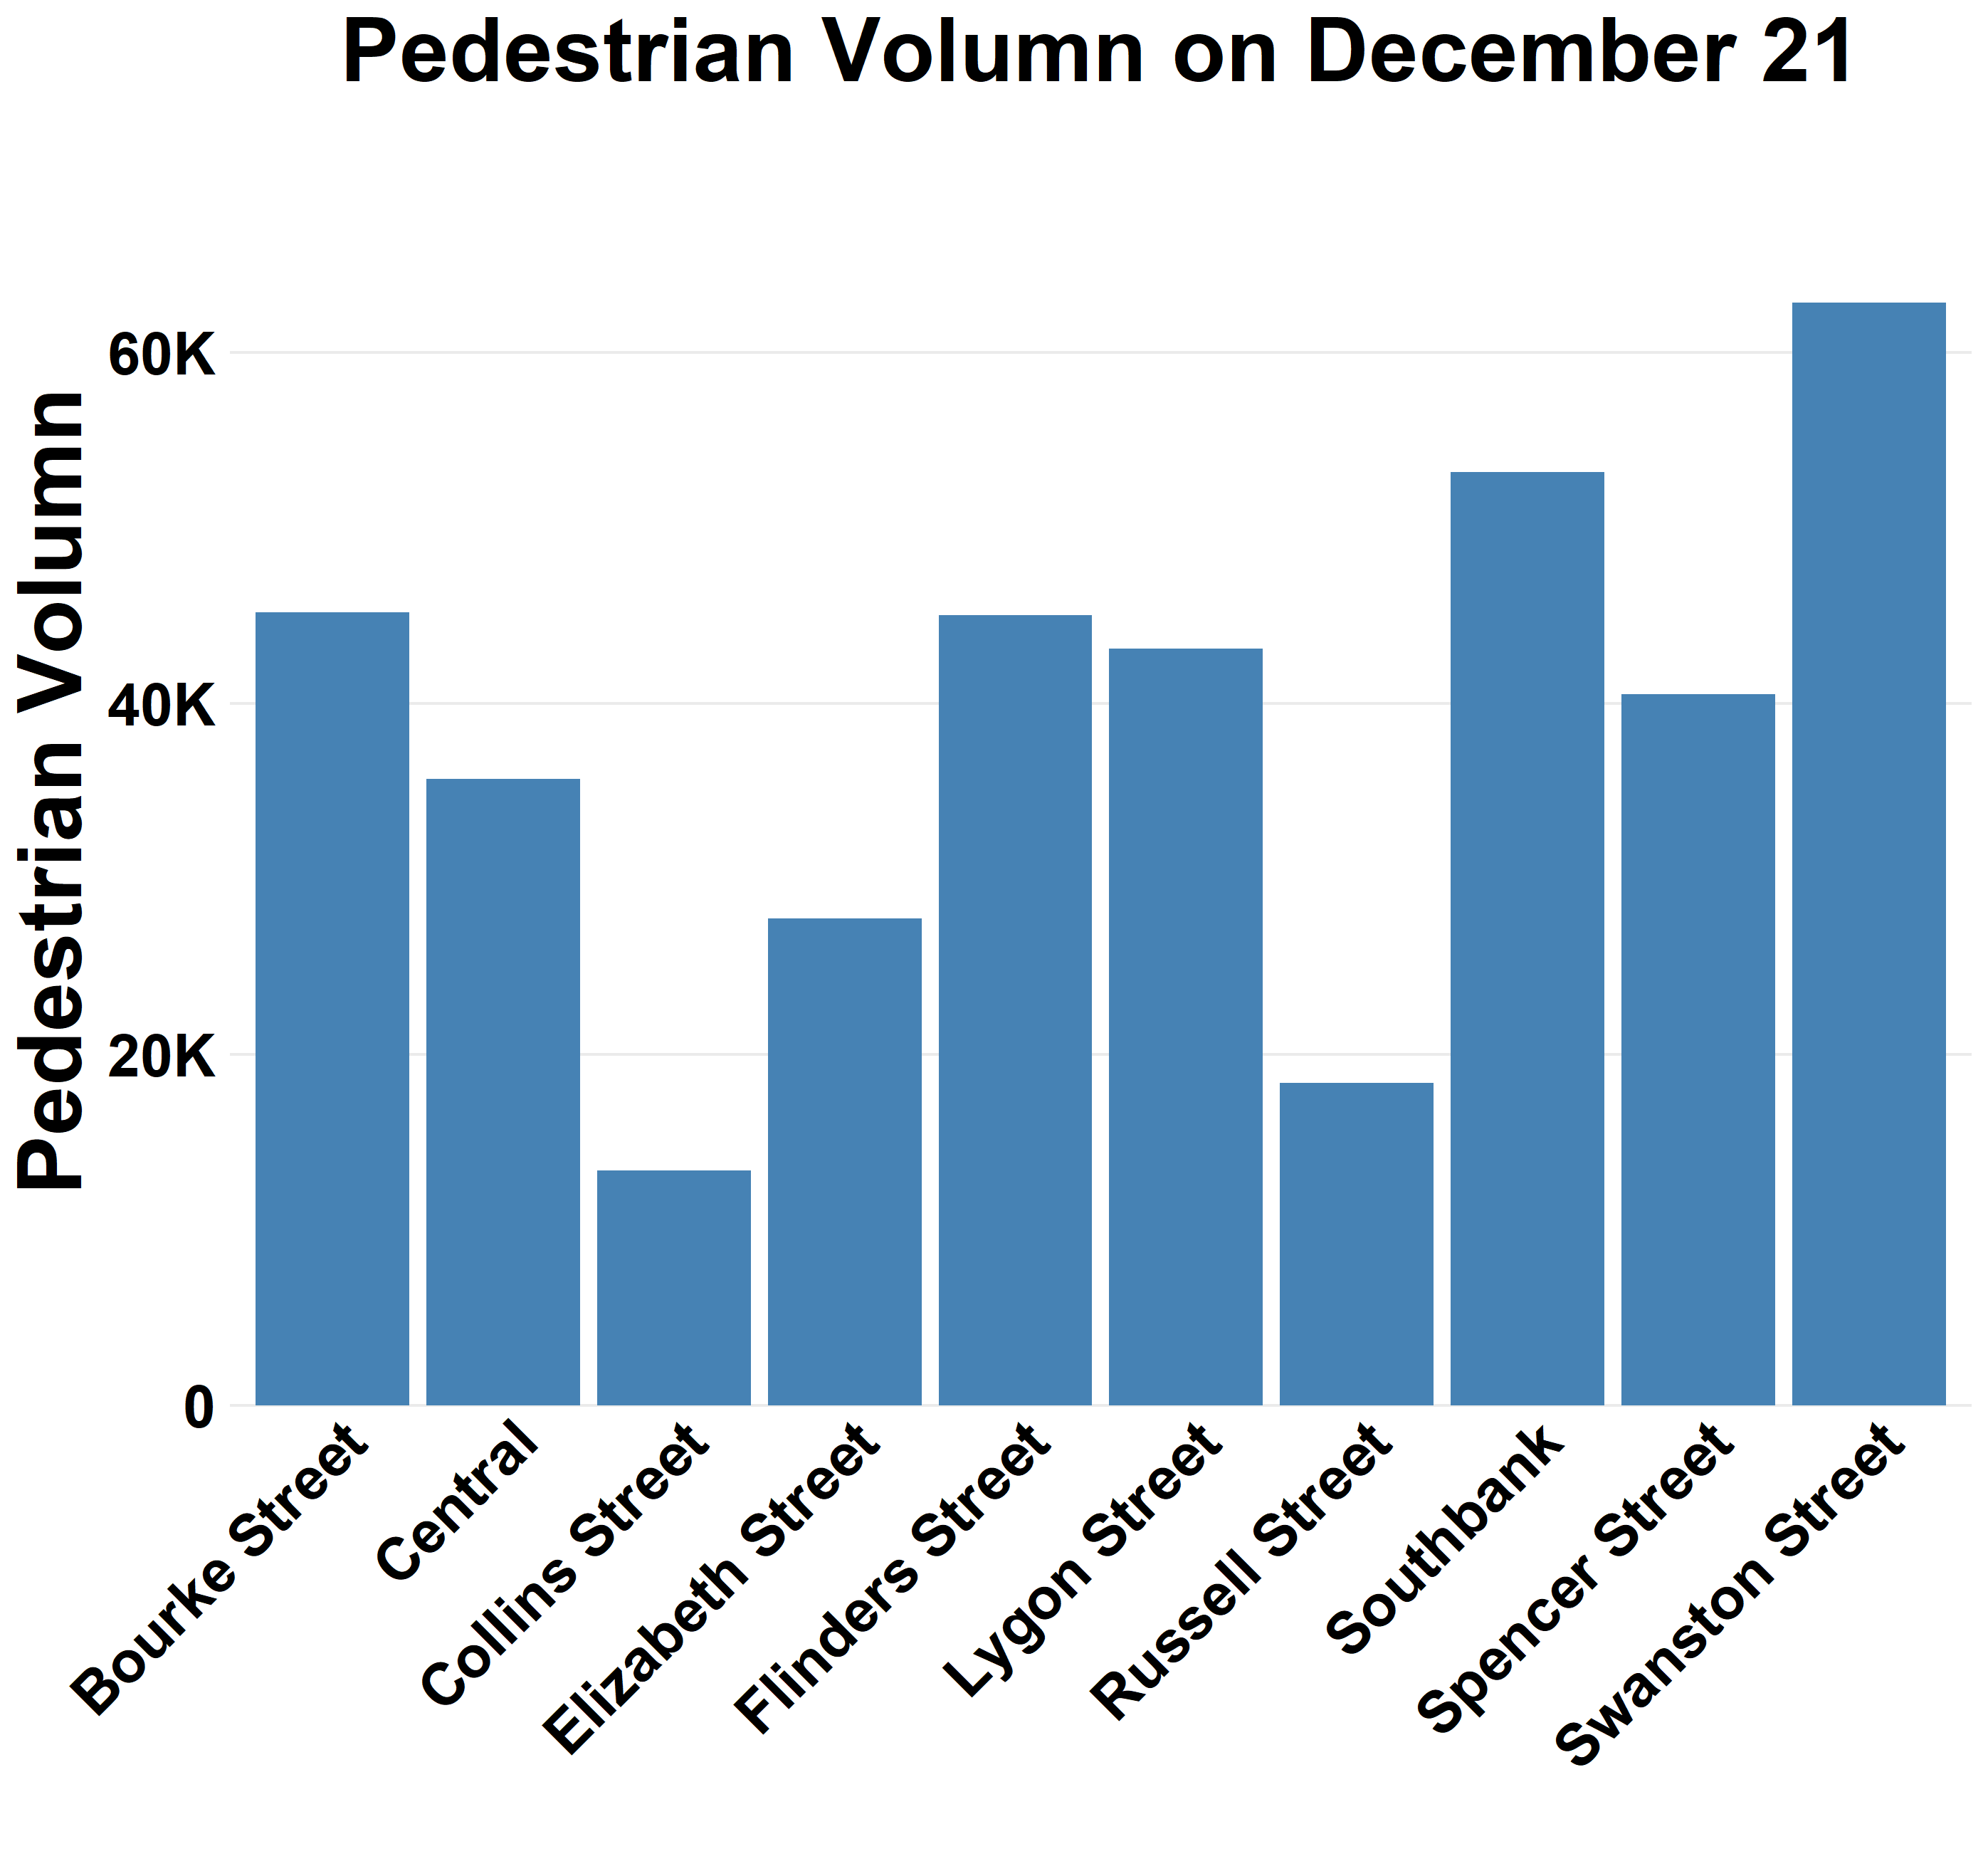 Pedestrian Volumn on December 21
Pedestrian Volumn
60K
40K
20K
0
Bourke Street
Central
Collins Street
Elizabeth Street
Flinders Street
Lygon Street
Russell Street
Southbank
Spencer Street
Swanston Street